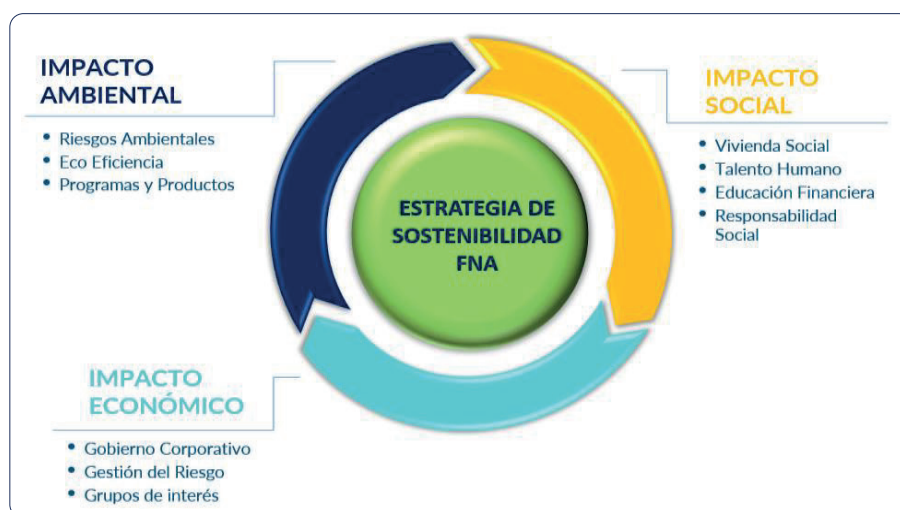 IMPACTO
AMBIENTAL
• Riesgos Ambientales
• Eco Eficiencia
• Programas y Productos
IMPACTO
SOCIAL
• Vivienda Social
• Talento Humano
• Educación Financiera
• Responsabilidad
Social
ESTRATEGIA DE
SOSTENIBILIDAD
FNA
IMPACTO
ECONÓMICO
• Gobierno Corporativo
• Gestión del Riesgo
• Grupos de interés